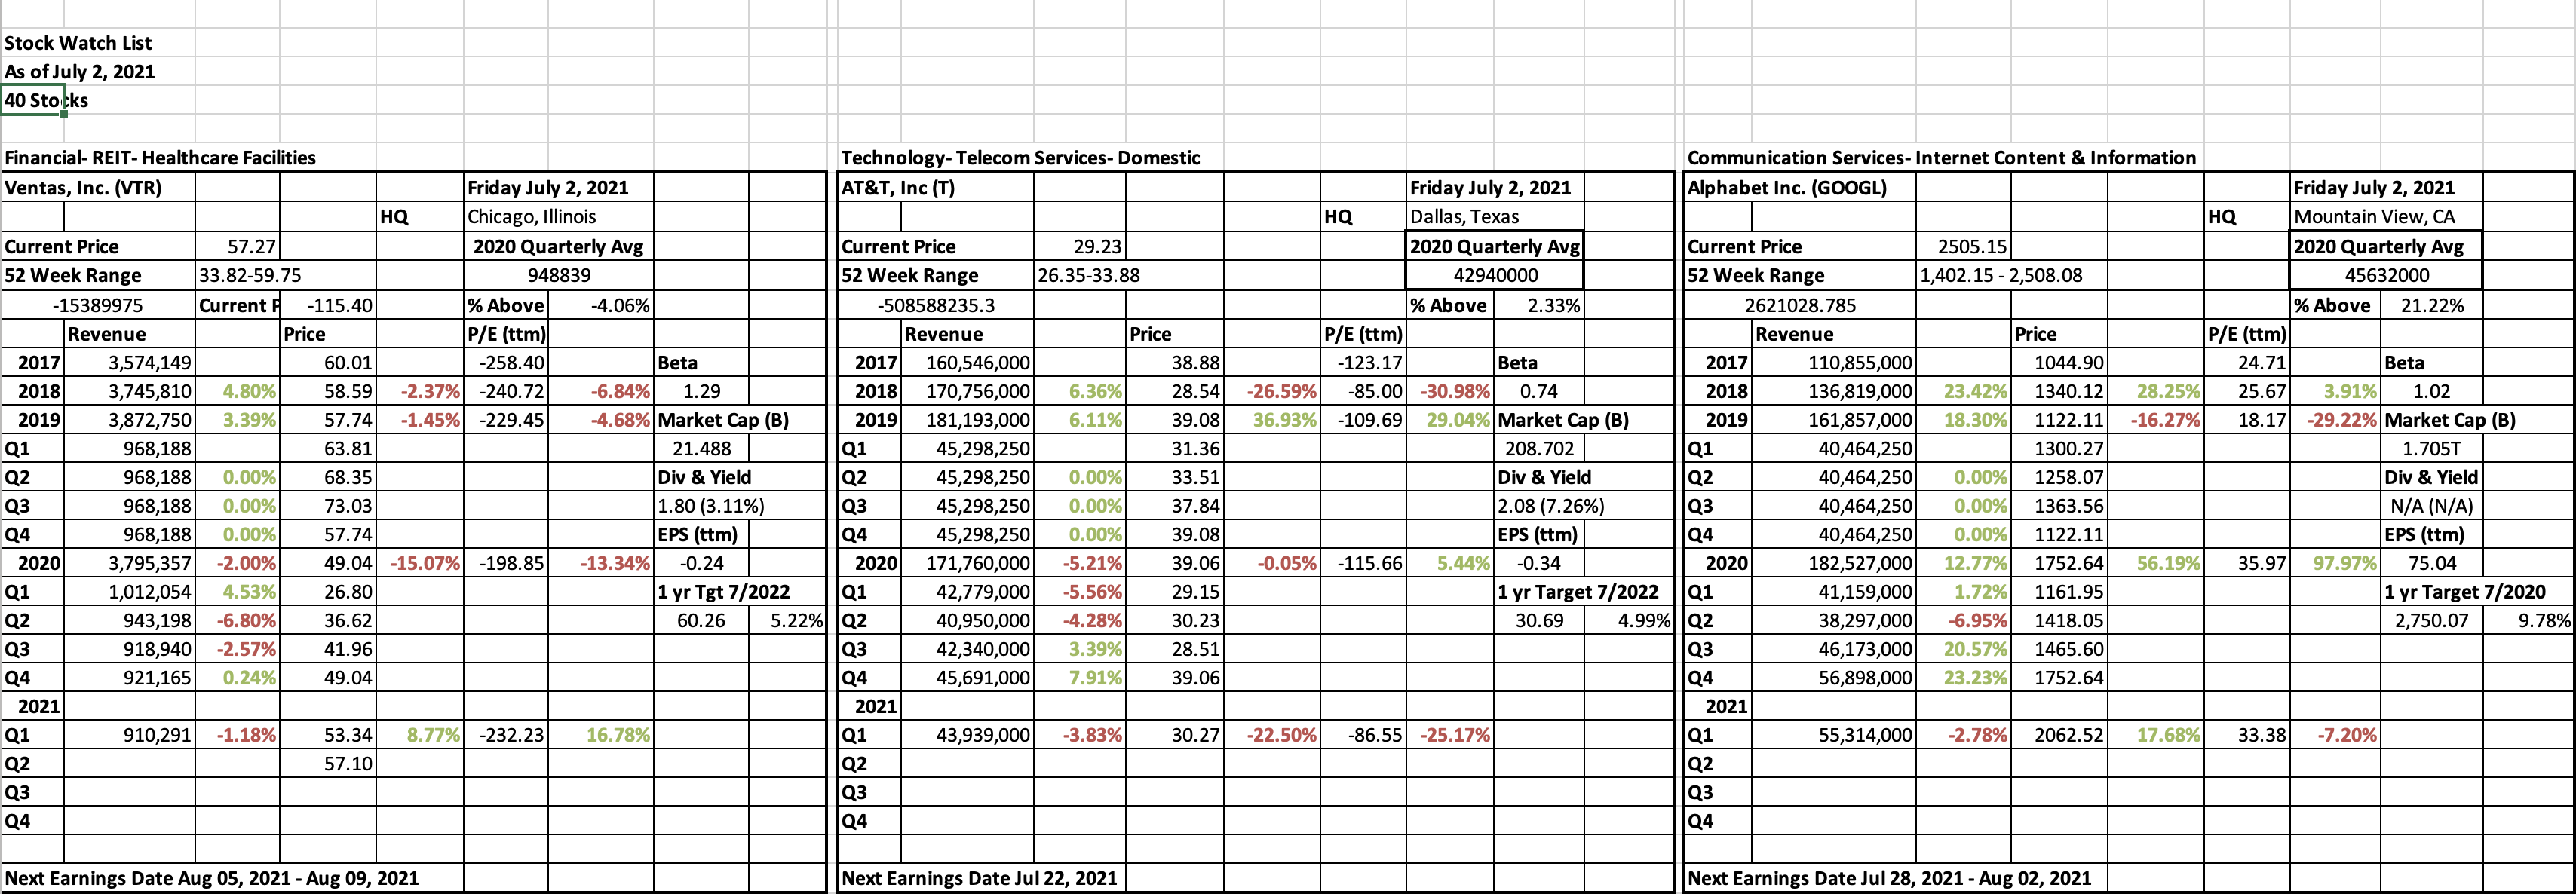 Stock Watch List
As of July 2, 2021
40 Stocks
Financial- REIT- Healthcare Facilities
Ventas, Inc. (VTR) Friday July 2, 2021
HQ Chicago, Illinois
Current Price 57.27 2020 Quarterly Avg
52 Week Range 33.82-59.75 948839
-15389975 Current P -115.40 % Above -4.06%
Revenue Price P/E (ttm)
2017 3,574,149 60.01 -258.40 Beta
2018 3,745,810 4.80% 58.59 -2.37% -240.72 -6.84% 1.29
2019 3,872,750 3.39% 57.74 -1.45% -229.45 -4.68% Market Cap (B)
Q1 968,188 63.81 21.488
Q2 968,188 0.00% 68.35 Div & Yield
Q3 968,188 0.00% 73.03 1.80 (3.11%)
Q4 968,188 0.00% 57.74 EPS (ttm)
2020 3,795,357 -2.00% 49.04 -15.07% -198.85 -13.34% -0.24
Q1 1,012,054 4.53% 26.80 1 yr Tgt 7/2022
Q2 943,198 -6.80% 36.62 60.26 5.22%
Q3 918,940 -2.57% 41.96
Q4 921,165 0.24% 49.04
2021
Q1 910,291 -1.18% 53.34 8.77% -232.23 16.78%
Q2 57.10
Q3
Q4
Next Earnings Date Aug 05, 2021 - Aug 09, 2021
Technology- Telecom Services- Domestic
AT&T, Inc (T) Friday July 2, 2021
HQ Dallas, Texas
Current Price 29.23 2020 Quarterly Avg
52 Week Range 26.35-33.88 42940000
-508588235.3 % Above 2.33%
Revenue Price P/E (ttm)
2017 160,546,000 38.88 -123.17 Beta
2018 170,756,000 6.36% 28.54 -26.59% -85.00 -30.98% 0.74
2019 181,193,000 6.11% 39.08 36.93% -109.69 29.04% Market Cap (B)
Q1 45,298,250 31.36 208.702
Q2 45,298,250 0.00% 33.51 Div & Yield
Q3 45,298,250 0.00% 37.84 2.08 (7.26%)
Q4 45,298,250 0.00% 39.08 EPS (ttm)
2020 171,760,000 -5.21% 39.06 -0.05% -115.66 5.44% -0.34
Q1 42,779,000 -5.56% 29.15 1 yr Target 7/2022
Q2 40,950,000 -4.28% 30.23 30.69 4.99%
Q3 42,340,000 3.39% 28.51
Q4 45,691,000 7.91% 39.06
2021
Q1 43,939,000 -3.83% 30.27 -22.50% -86.55 -25.17%
Q2
Q3
Q4
Next Earnings Date Jul 22, 2021
Communication Services- Internet Content & Information
Alphabet Inc. (GOOGL) Friday July 2, 2021
HQ Mountain View, CA
Current Price 2505.15 2020 Quarterly Avg
52 Week Range 1,402.15 - 2,508.08 45632000
2621028.785 % Above 21.22%
Revenue Price P/E (ttm)
2017 110,855,000 1044.90 24.71 Beta
2018 136,819,000 23.42% 1340.12 28.25% 25.67 3.91% 1.02
2019 161,857,000 18.30% 1122.11 -16.27% 18.17 -29.22% Market Cap (B)
Q1 40,464,250 1300.27 1.705T
Q2 40,464,250 0.00% 1258.07 Div & Yield
Q3 40,464,250 0.00% 1363.56 N/A (N/A)
Q4 40,464,250 0.00% 1122.11 EPS (ttm)
2020 182,527,000 12.77% 1752.64 56.19% 35.97 97.97% 75.04
Q1 41,159,000 1.72% 1161.95 1 yr Target 7/2020
Q2 38,297,000 -6.95% 1418.05 2,750.07 9.78%
Q3 46,173,000 20.57% 1465.60
Q4 56,898,000 23.23% 1752.64
2021
Q1 55,314,000 -2.78% 2062.52 17.68% 33.38 -7.20%
Q2
Q3
Q4
Next Earnings Date Jul 28, 2021 - Aug 02, 2021